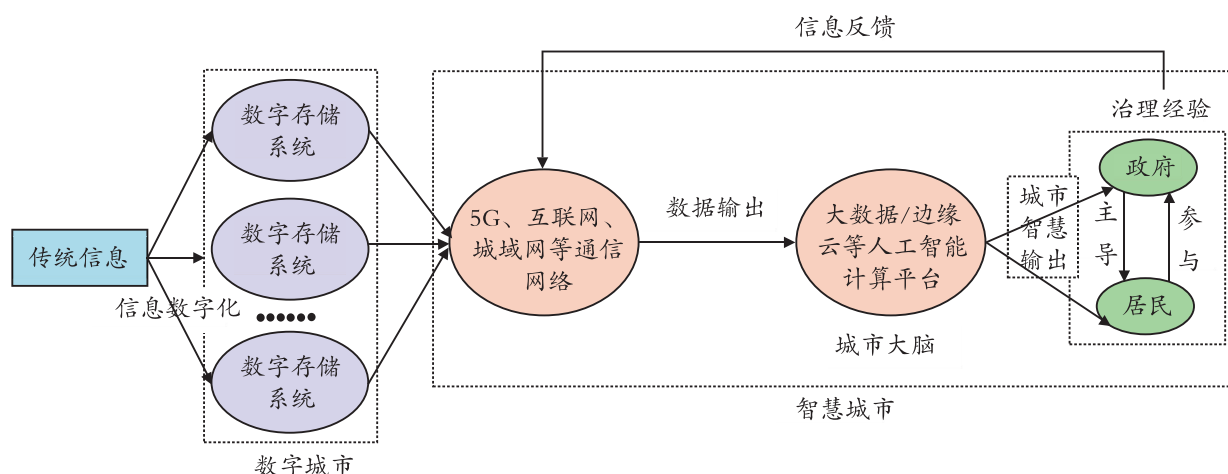 信息反馈
治理经验
数字存储
系统
政府
5G、互联网、
城域网等通信
网络
数据输出
大数据/边缘
云等人工智能
计算平台
城市
智慧
输出
主
导
参
与
传统信息
数字存储
系统
信息数字化
••••••
居民
数字存储
系统
城市大脑
智慧城市
数字城市